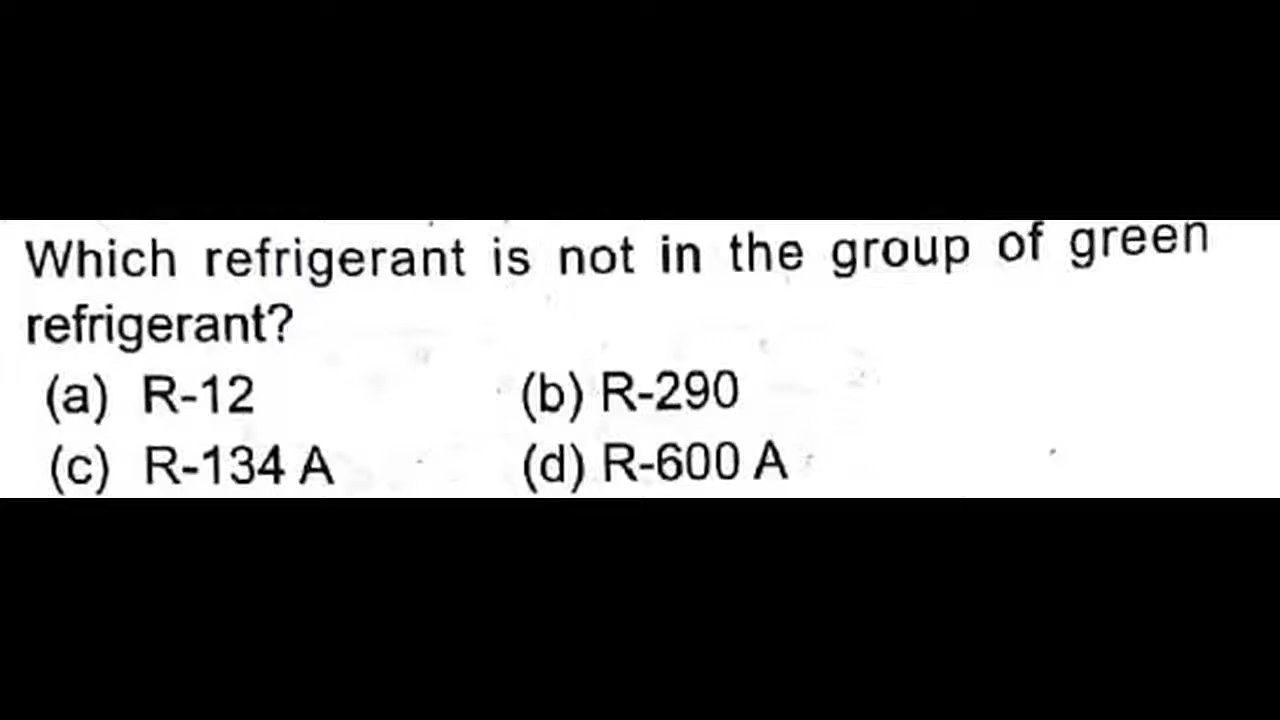 Which refrigerant is not in the group of green
refrigerant?
(a) R-12 (b) R-290
(c) R-134 A (d) R-600 A